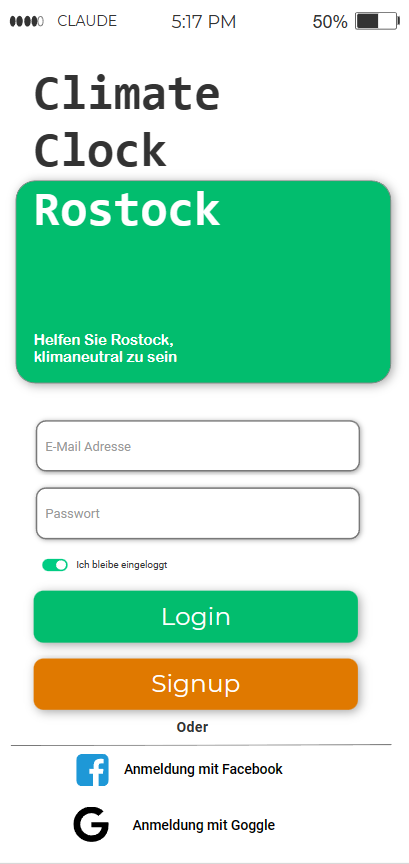 CLAUDE 5:17 PM 50%
Climate
Clock
Rostock
Helfen Sie Rostock,
klimaneutral zu sein
E-Mail Adresse
Passwort
Ich bleibe eingeloggt
Login
Signup
Oder
Anmeldung mit Facebook
Anmeldung mit Goggle